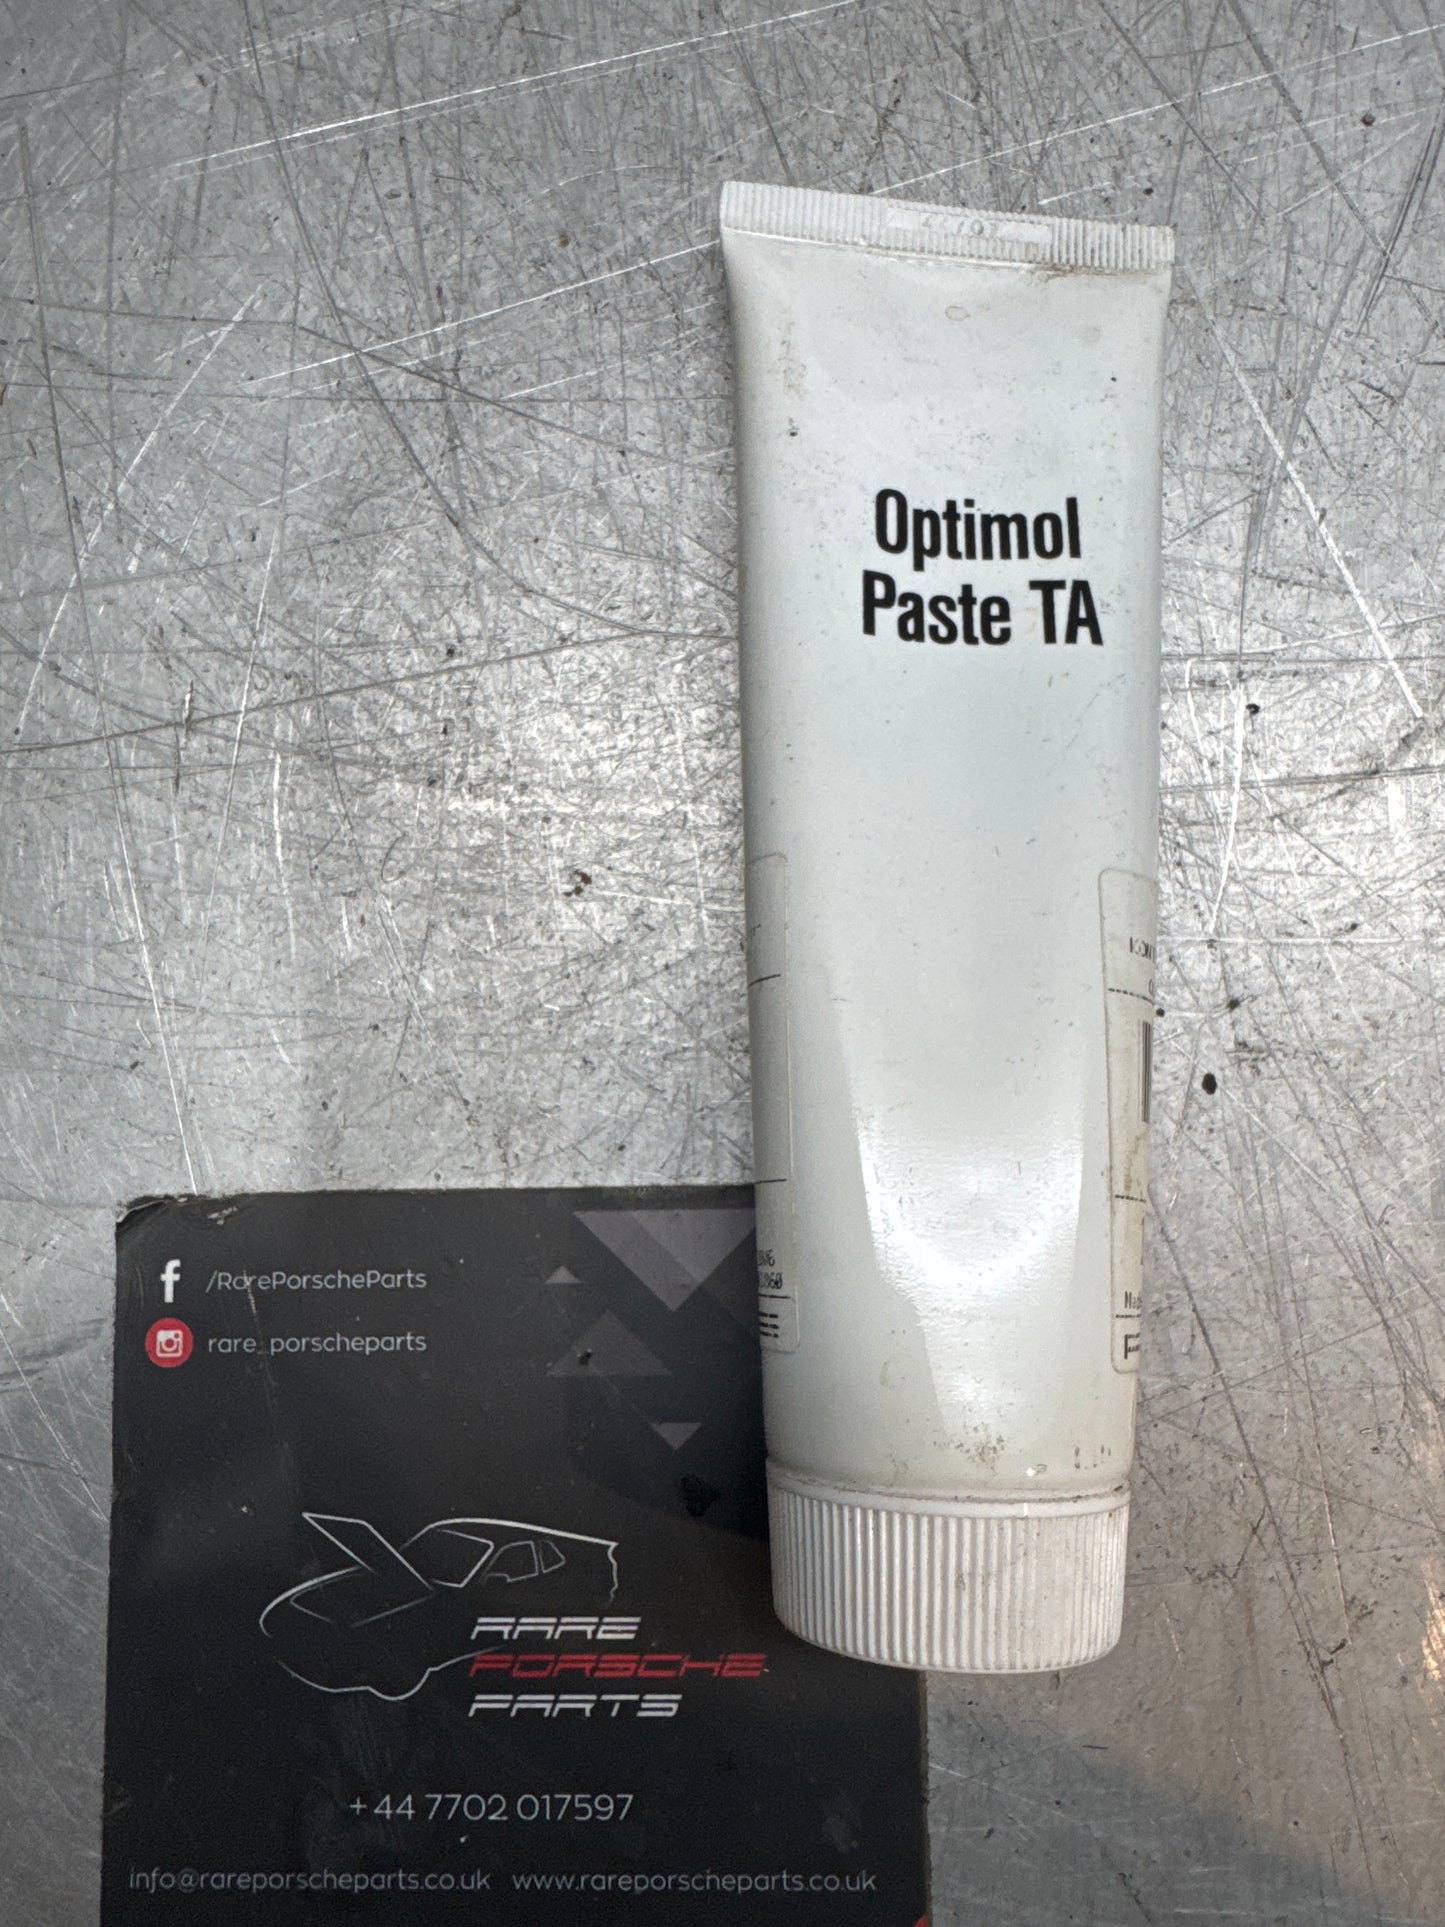 Optimol
Paste TA
/RarePorscheParts
rare_porscheparts
RARE
PORSCHE
PARTS
+44 7702 017597
info@rareporscheparts.co.uk www.rareporscheparts.co.uk